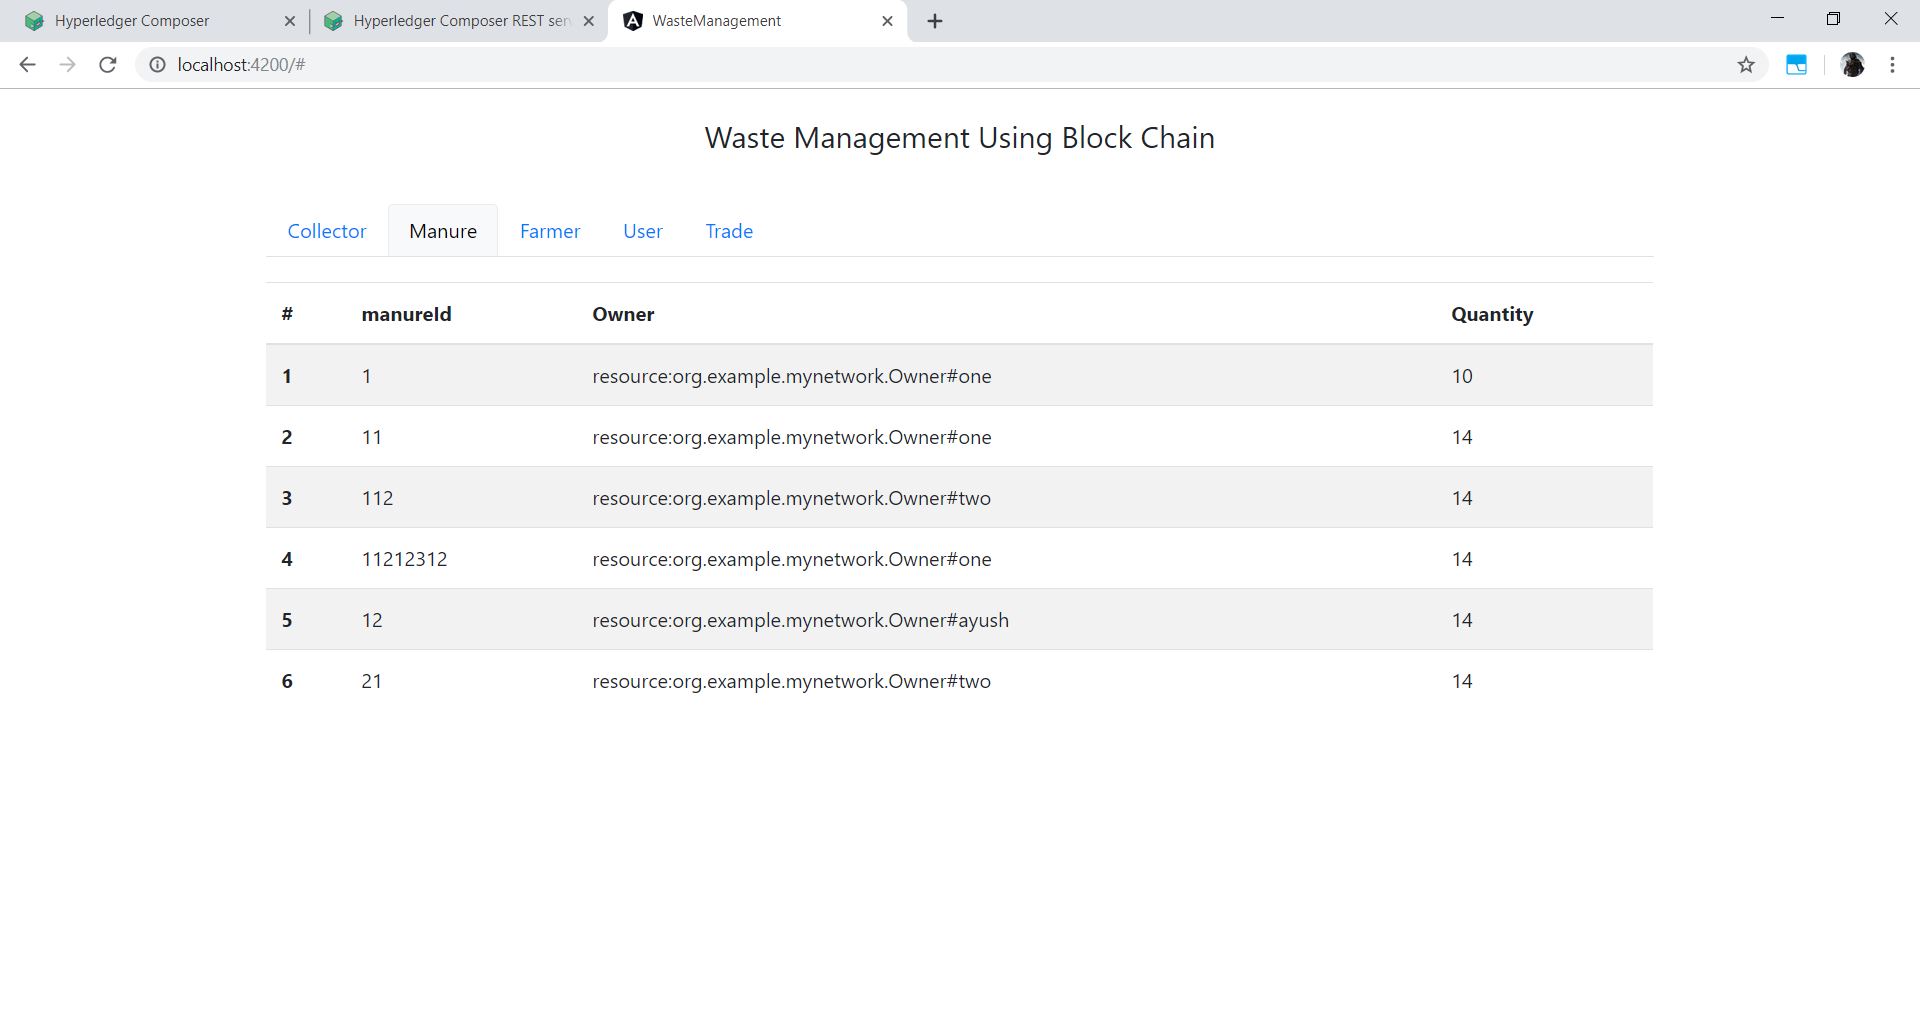 Hyperledger Composer
Hyperledger Composer REST ser
WasteManagement
localhost:4200/#
Waste Management Using Block Chain
Collector Manure Farmer User Trade
# manureId Owner Quantity
1 1 resource:org.example.mynetwork.Owner#one 10
2 11 resource:org.example.mynetwork.Owner#one 14
3 112 resource:org.example.mynetwork.Owner#two 14
4 11212312 resource:org.example.mynetwork.Owner#one 14
5 12 resource:org.example.mynetwork.Owner#ayush 14
6 21 resource:org.example.mynetwork.Owner#two 14